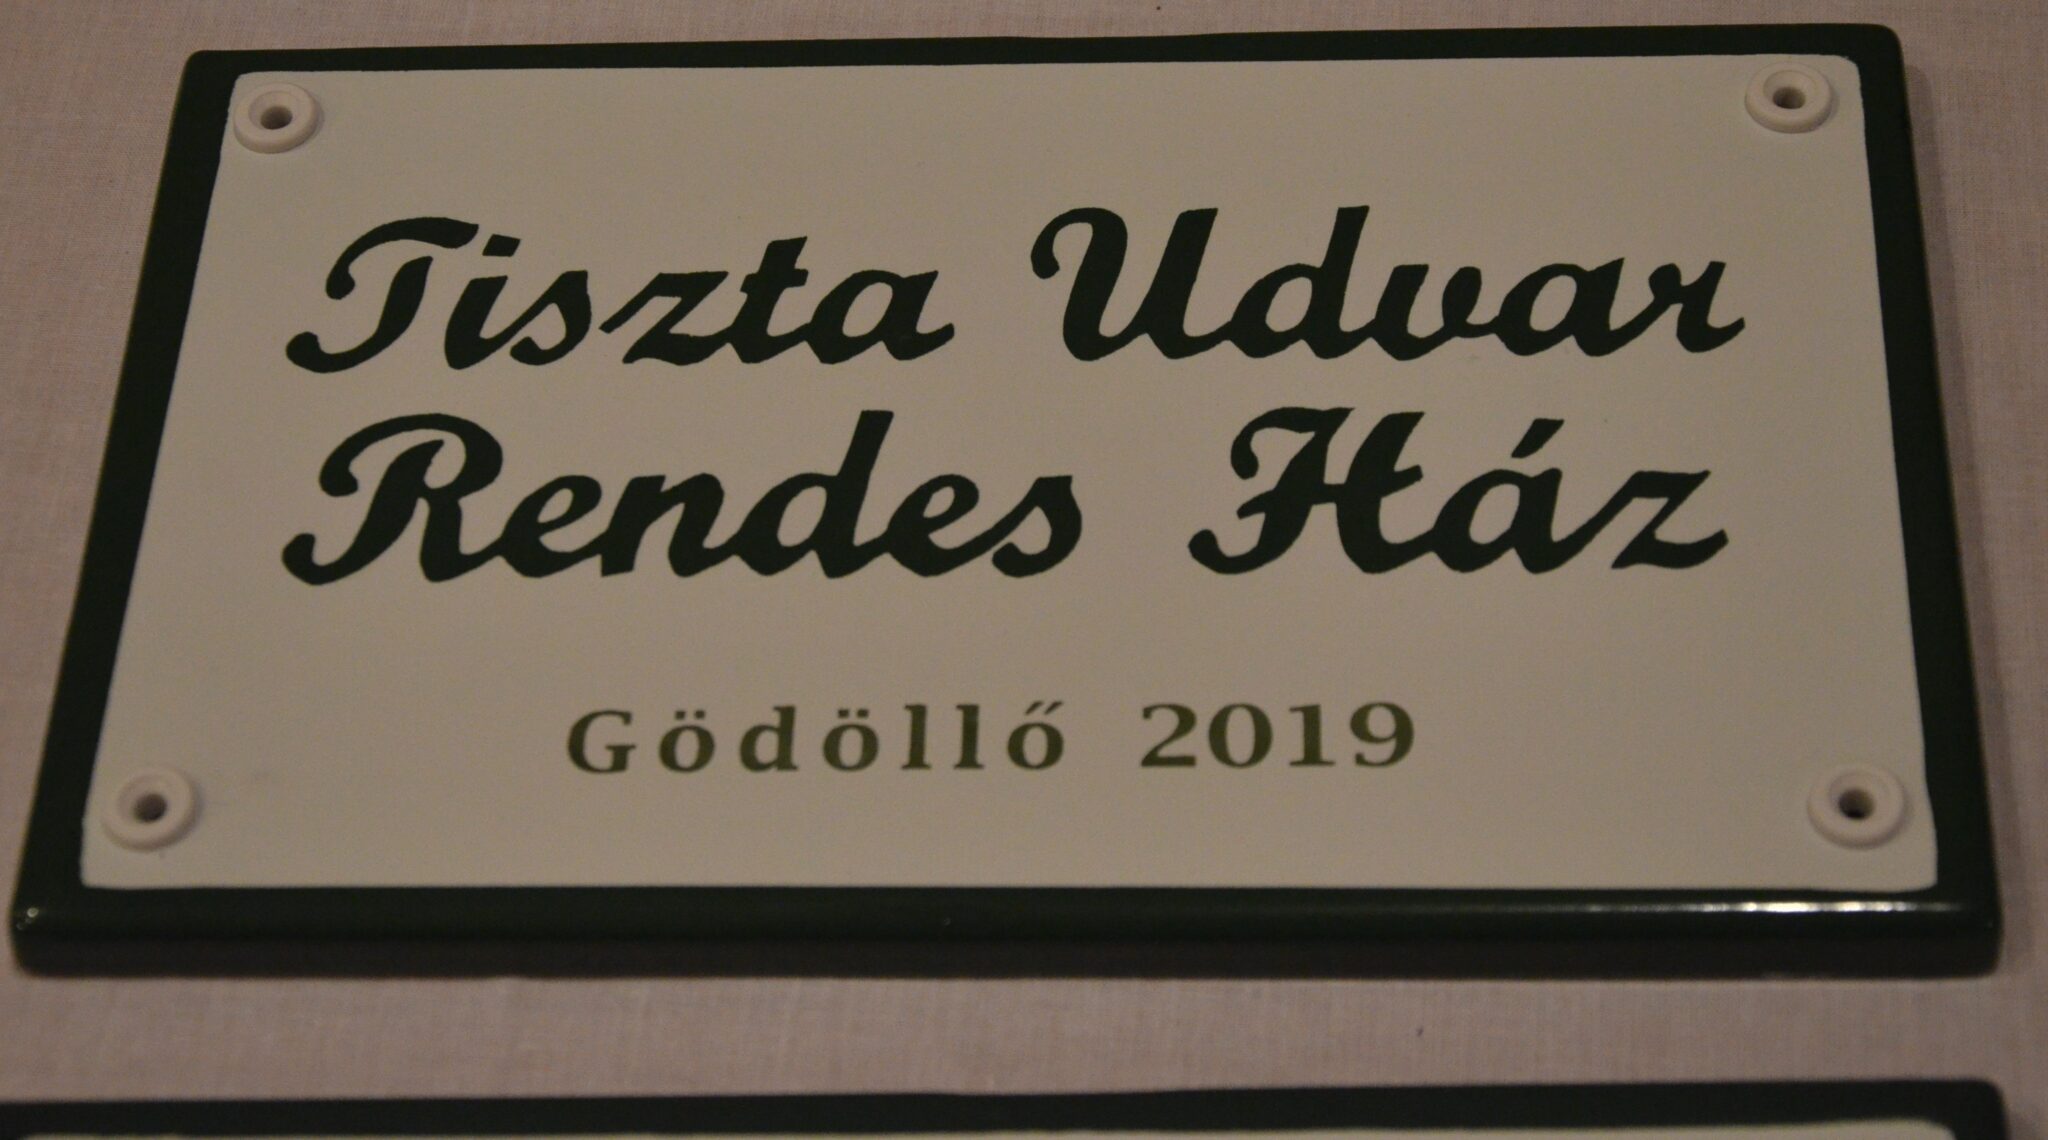 Tiszta Udvar
Rendes Ház
Gödöllő 2019